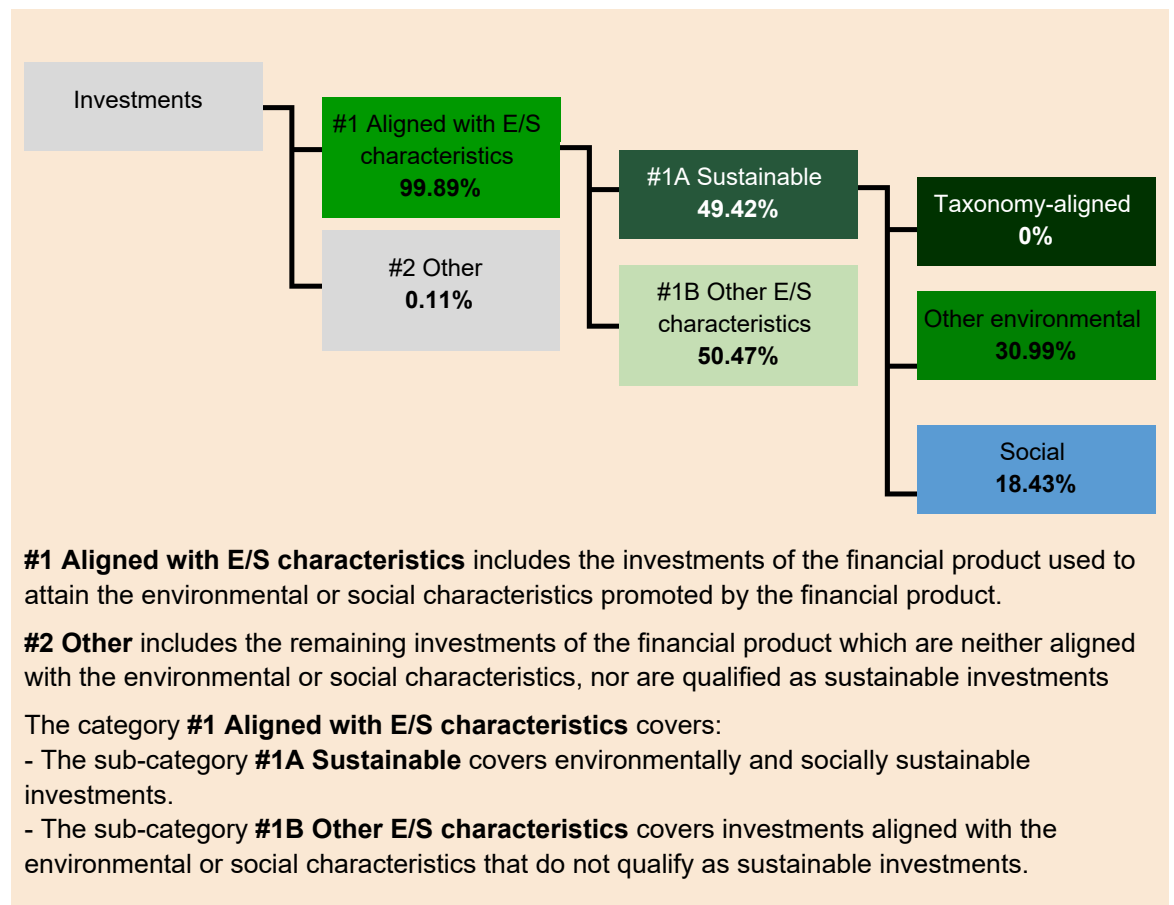 Investments
#1 Aligned with E/S
characteristics
99.89%
#2 Other
0.11%
#1A Sustainable
49.42%
#1B Other E/S
characteristics
50.47%
Taxonomy-aligned
0%
Other environmental
30.99%
Social
18.43%
#1 Aligned with E/S characteristics includes the investments of the financial product used to
attain the environmental or social characteristics promoted by the financial product.
#2 Other includes the remaining investments of the financial product which are neither aligned
with the environmental or social characteristics, nor are qualified as sustainable investments
The category #1 Aligned with E/S characteristics covers:
- The sub-category #1A Sustainable covers environmentally and socially sustainable
investments.
- The sub-category #1B Other E/S characteristics covers investments aligned with the
environmental or social characteristics that do not qualify as sustainable investments.